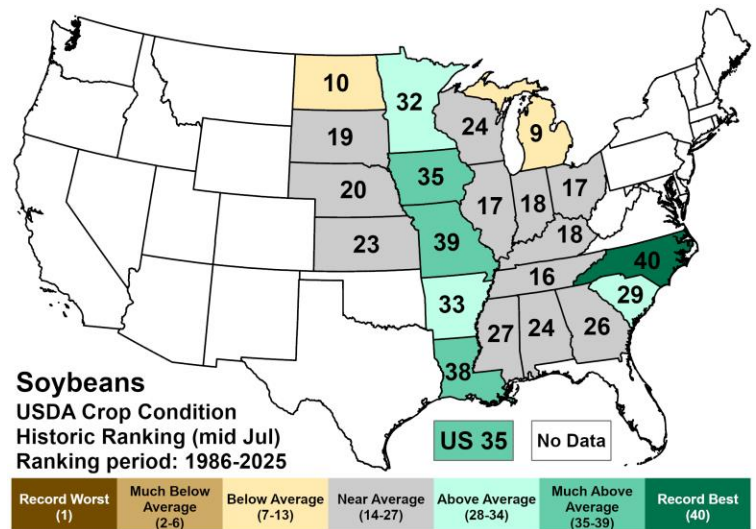 10
32
19
24
9
35
20
17
18
17
23
39
18
40
16
33
29
27
24
26
38
Soybeans
USDA Crop Condition
Historic Ranking (mid Jul)
Ranking period: 1986-2025
US 35
No Data
Record Worst
(1)
Much Below
Average
(2-6)
Below Average
(7-13)
Near Average
(14-27)
Above Average
(28-34)
Much Above
Average
(35-39)
Record Best
(40)